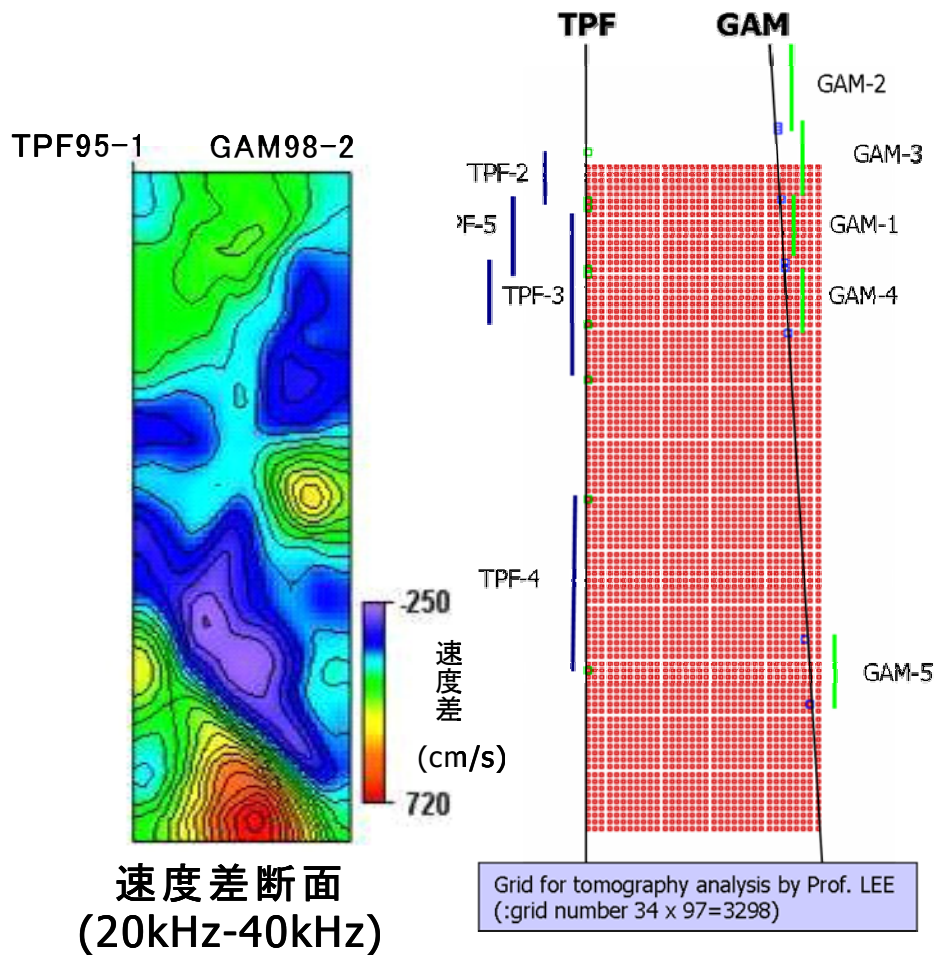 TPF GAM
TPF95-1 GAM98-2
GAM-2
GAM-3
TPF-2
GAM-1
PF-5
TPF-3
GAM-4
TPF-4
GAM-5
-250
速度差
(cm/s)
720
速度差断面
(20kHz-40kHz)
Grid for tomography analysis by Prof. LEE
(:grid number 34 x 97=3298)